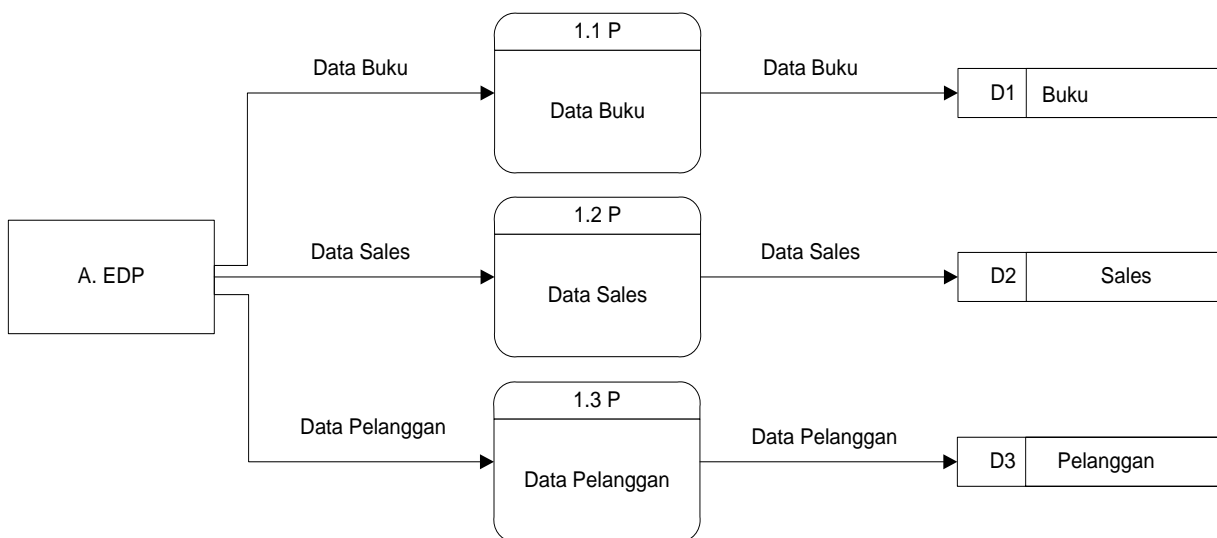 1.1 P
Data Buku
Data Buku
Data Buku
D1
Buku
1.2 P
Data Sales
Data Sales
Data Sales
D2
Sales
A. EDP
1.3 P
Data Pelanggan
Data Pelanggan
Data Pelanggan
D3
Pelanggan